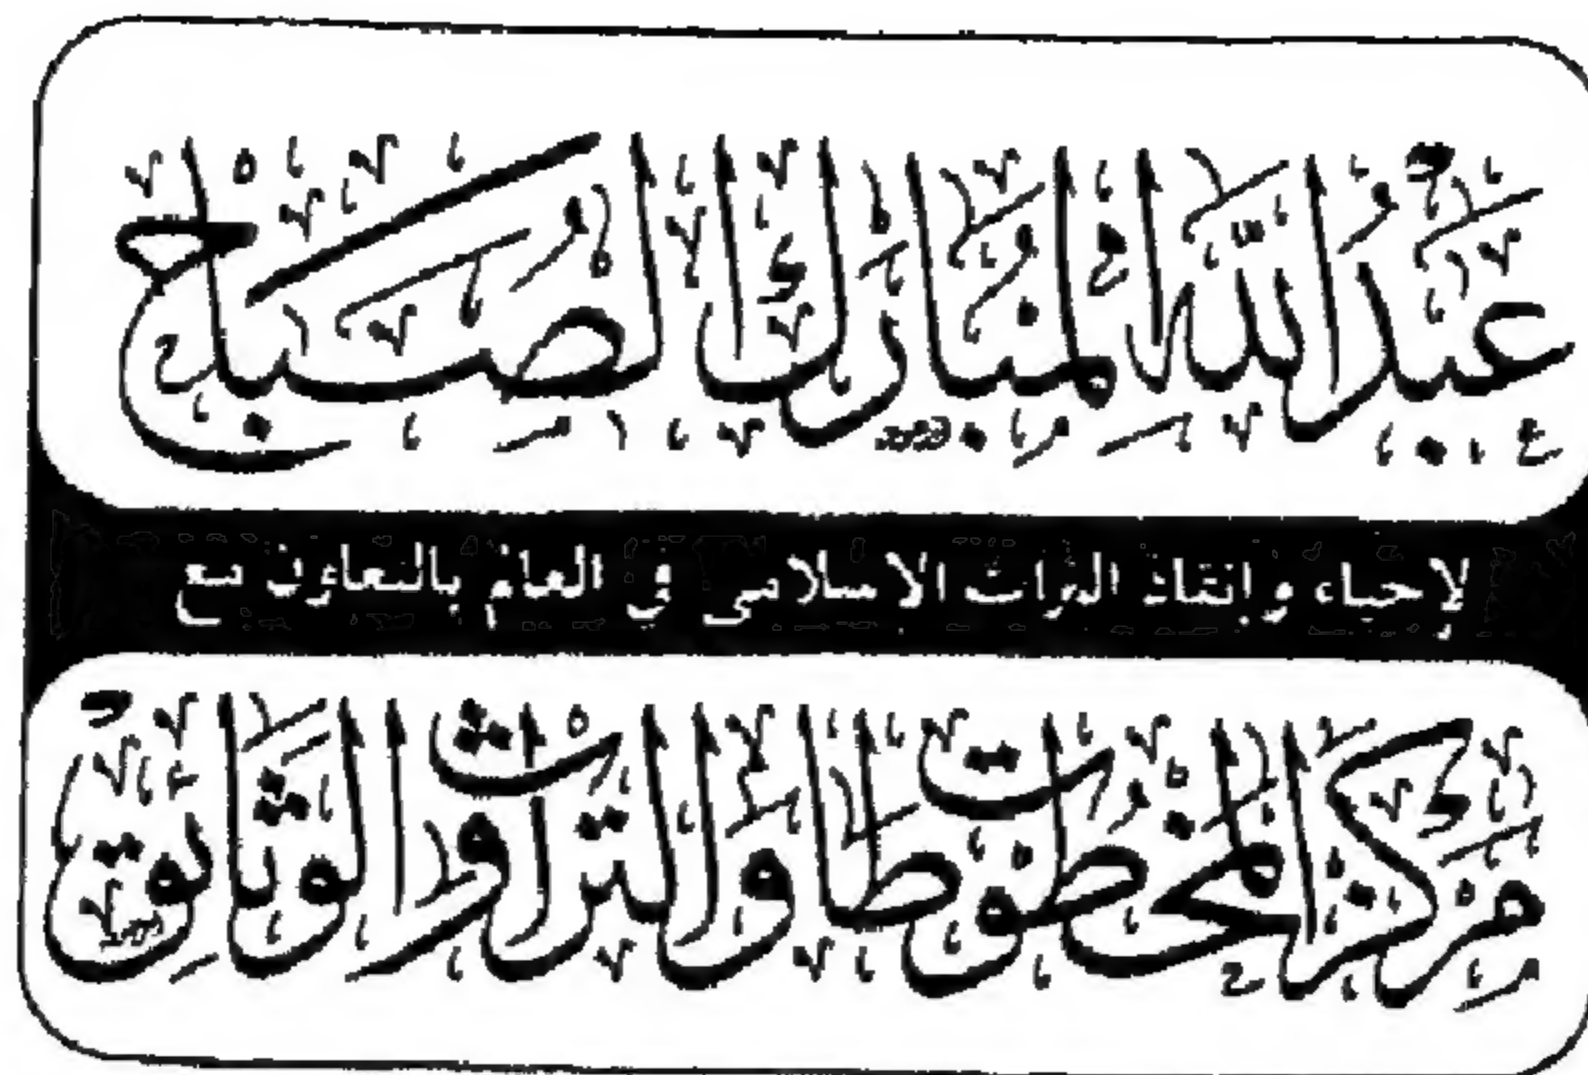 عبد الله المبارك الصباح
لإحياء وإنقاذ التراث الإسلامي في العالم بالتعاون مع
مركز المخطوطات والتراث والوثائق